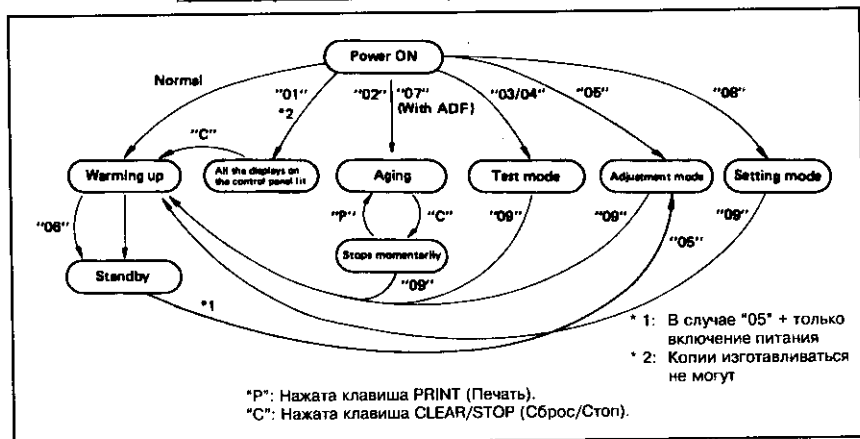 Power ON
Normal
"01"
*2
"02"
"07"
(With ADF)
"03/04"
"05"
"08"
"C"
Warming up
All the displays on
the control panel lit
Aging
Test mode
Adjustment mode
Setting mode
"P"
"C"
"09"
"09"
"09"
"06"
"05"
Stops momentarily
Standby
"09"
*1
* 1: В случае "05" + только
включение питания
* 2: Копии изготавливаться
не могут
"P": Нажата клавиша PRINT (Печать).
"C": Нажата клавиша CLEAR/STOP (Сброс/Стоп).